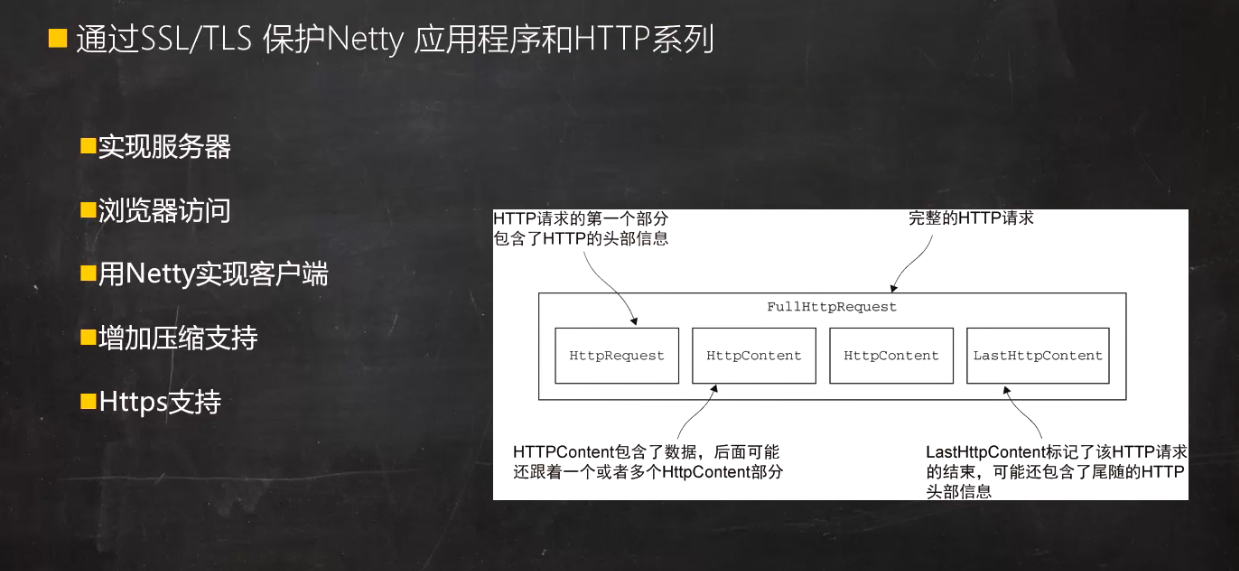 通过SSL/TLS 保护Netty 应用程序和HTTP系列
实现服务器
浏览器访问
用Netty实现客户端
增加压缩支持
Https支持
HTTP请求的第一个部分
包含了HTTP的头部信息
完整的HTTP请求
FullHttpRequest
HttpRequest
HttpContent
HttpContent
LastHttpContent
HTTPContent包含了数据，后面可能
还跟着一个或者多个HttpContent部分
LastHttpContent标记了该HTTP请求
的结束，可能还包含了尾随的HTTP
头部信息